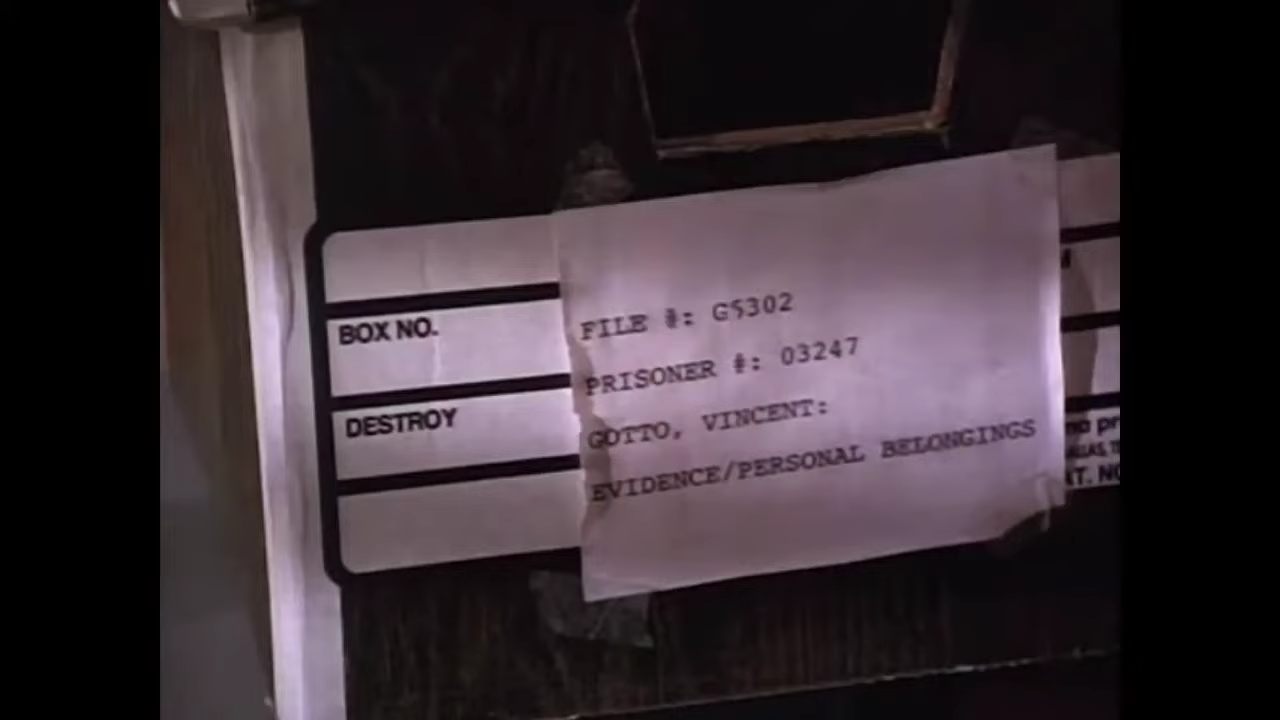 BOX NO.
DESTROY
FILE #: G5302
PRISONER #: 03247
GOTTO, VINCENT:
EVIDENCE/PERSONAL BELONGINGS